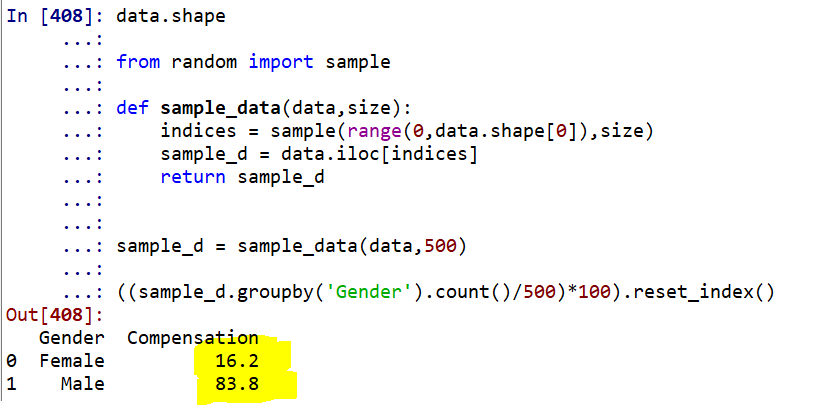 In [408]: data.shape
...:
...: from random import sample
...:
...: def sample_data(data,size):
...:     indices = sample(range(0,data.shape[0]),size)
...:     sample_d = data.iloc[indices]
...:     return sample_d
...:
...:
...: sample_d = sample_data(data,500)
...:
...: ((sample_d.groupby('Gender').count()/500)*100).reset_index()
Out[408]:
Gender  Compensation
0  Female          16.2
1    Male          83.8